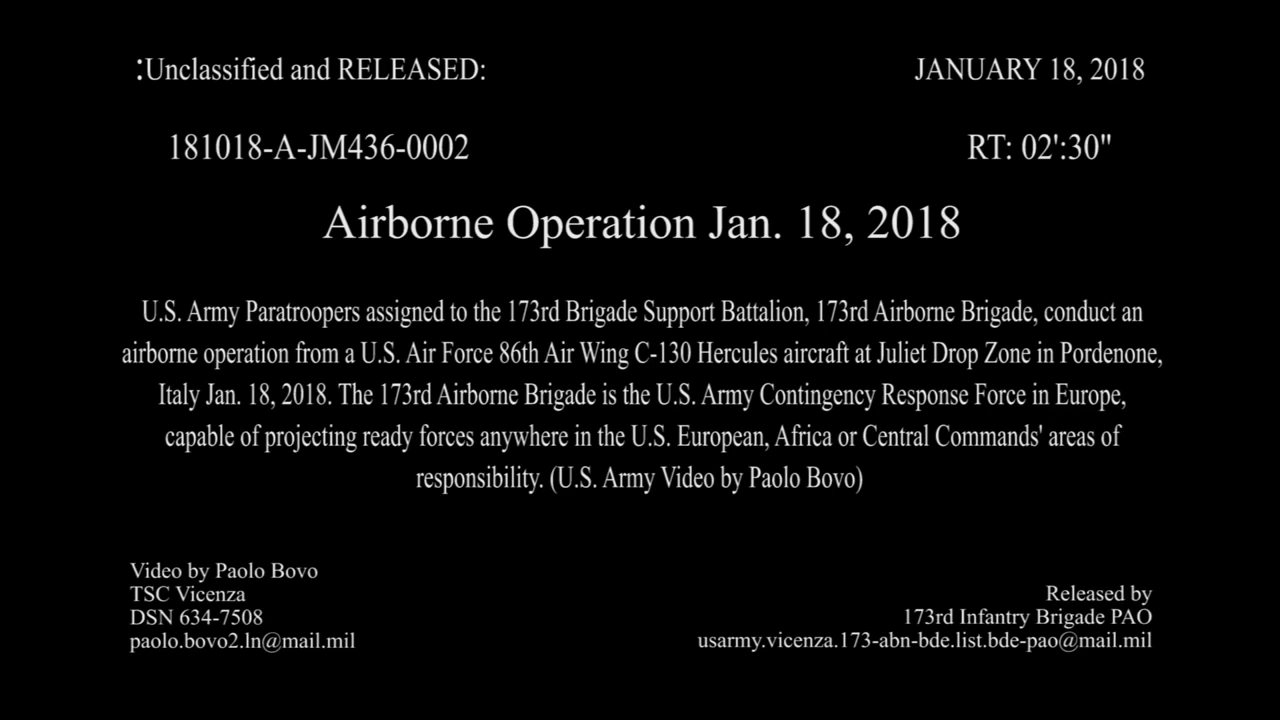 :Unclassified and RELEASED:
JANUARY 18, 2018
181018-A-JM436-0002
RT: 02':30"
Airborne Operation Jan. 18, 2018
U.S. Army Paratroopers assigned to the 173rd Brigade Support Battalion, 173rd Airborne Brigade, conduct an
airborne operation from a U.S. Air Force 86th Air Wing C-130 Hercules aircraft at Juliet Drop Zone in Pordenone,
Italy Jan. 18, 2018. The 173rd Airborne Brigade is the U.S. Army Contingency Response Force in Europe,
capable of projecting ready forces anywhere in the U.S. European, Africa or Central Commands' areas of
responsibility. (U.S. Army Video by Paolo Bovo)
Video by Paolo Bovo
TSC Vicenza
DSN 634-7508
paolo.bovo2.ln@mail.mil
Released by
173rd Infantry Brigade PAO
usarmy.vicenza.173-abn-bde.list.bde-pao@mail.mil